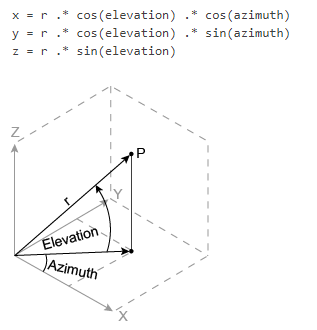 x = r .* cos(elevation) .* cos(azimuth)
y = r .* cos(elevation) .* sin(azimuth)
z = r .* sin(elevation)
Z
P
r
Y
Elevation
Azimuth
X